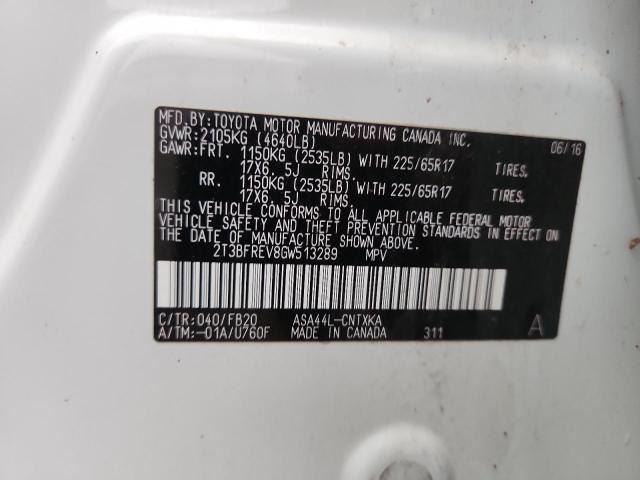 MFD.BY:TOYOTA MOTOR MANUFACTURING CANADA INC.
GVWR:2105KG (4640LB) 06/16
GAWR:FRT. 1150KG (2535LB) WITH 225/65R17 TIRES,
17X6. 5J RIMS.
RR. 1150KG (2535LB) WITH 225/65R17 TIRES,
17X6. 5J RIMS.
THIS VEHICLE CONFORMS TO ALL APPLICABLE FEDERAL MOTOR
VEHICLE SAFETY AND THEFT PREVENTION STANDARDS IN EFFECT ON
THE DATE OF MANUFACTURE SHOWN ABOVE.
2T3BFREV8GW513289 MPV
C/TR:040/FB20 ASA44L-CNTXKA
A/TM:-01A/U760F MADE IN CANADA 311 A